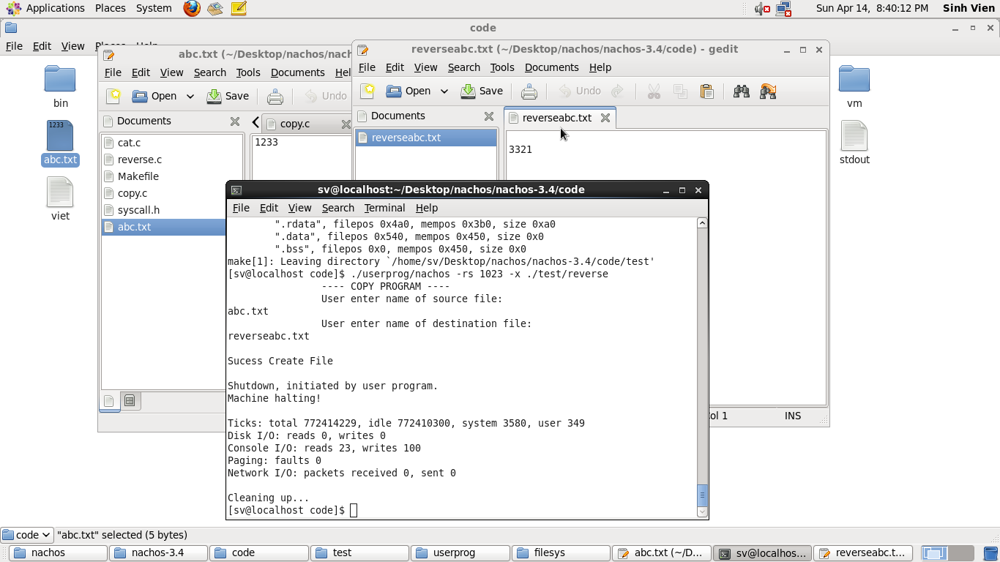 Applications Places System Sun Apr 14, 8:40:12 PM Sinh Vien
code
File Edit View Places Help
bin
1233
abc.txt
viet
vm
stdout
abc.txt (~/Desktop/nachos/nach
File Edit View Search Tools Documents Hel
Open Save Undo
Documents
copy.c
cat.c
reverse.c
Makefile
copy.c
syscall.h
abc.txt
1233
reverseabc.txt (~/Desktop/nachos/nachos-3.4/code) - gedit
File Edit View Search Tools Documents Help
Open Save Undo
Documents
reverseabc.txt
reverseabc.txt
3321
Col 1 INS
sv@localhost:~/Desktop/nachos/nachos-3.4/code
File Edit View Search Terminal Help
".rdata", filepos 0x4a0, mempos 0x3b0, size 0xa0
".data", filepos 0x540, mempos 0x450, size 0x0
".bss", filepos 0x0, mempos 0x450, size 0x0
make[1]: Leaving directory `/home/sv/Desktop/nachos/nachos-3.4/code/test'
[sv@localhost code]$ ./userprog/nachos -rs 1023 -x ./test/reverse
---- COPY PROGRAM ----
User enter name of source file:
abc.txt
User enter name of destination file:
reverseabc.txt
Sucess Create File
Shutdown, initiated by user program.
Machine halting!
Ticks: total 772414229, idle 772410300, system 3580, user 349
Disk I/O: reads 0, writes 0
Console I/O: reads 23, writes 100
Paging: faults 0
Network I/O: packets received 0, sent 0
Cleaning up...
[sv@localhost code]$
code "abc.txt" selected (5 bytes)
nachos nachos-3.4 code test userprog filesys abc.txt (~/D... sv@localhos... reverseabc.t...